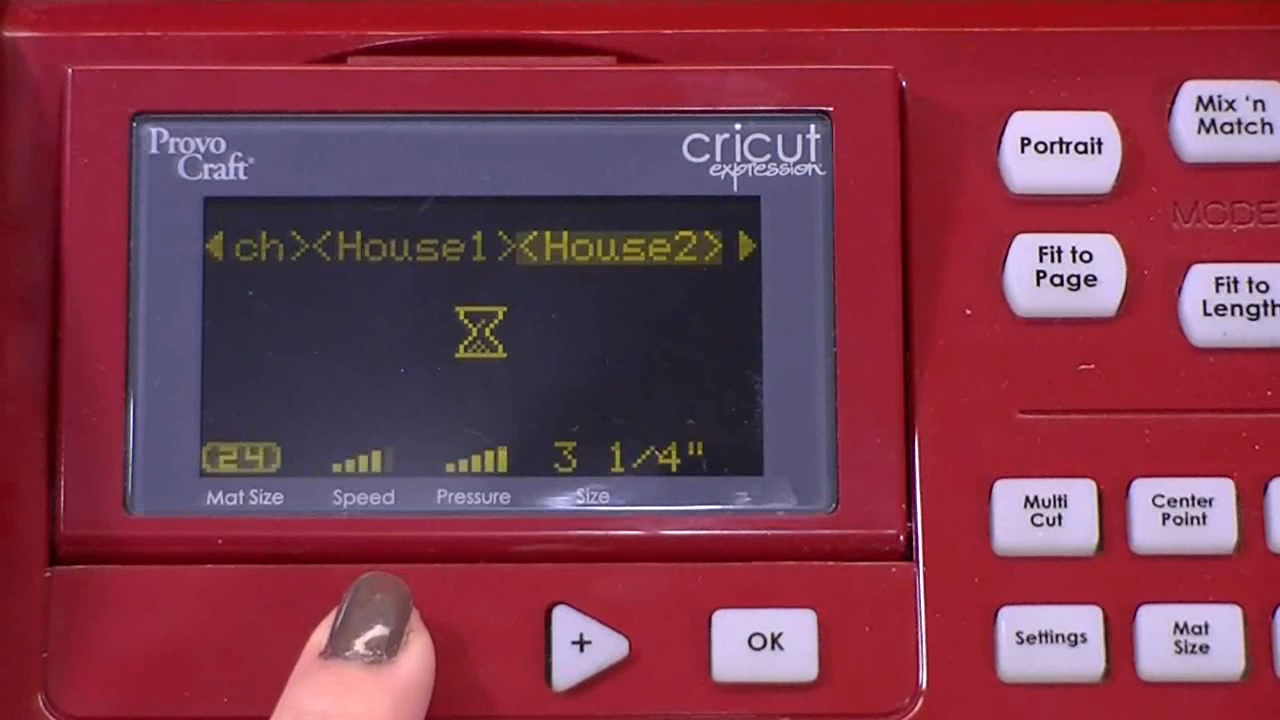 Provo
Craft®
cricut
expression
ch><House1><House2>
24
3 1/4"
Mat Size
Speed
Pressure
Size
+
OK
Portrait
Mix 'n
Match
MODE
Fit to
Page
Fit to
Length
Multi
Cut
Center
Point
Settings
Mat
Size